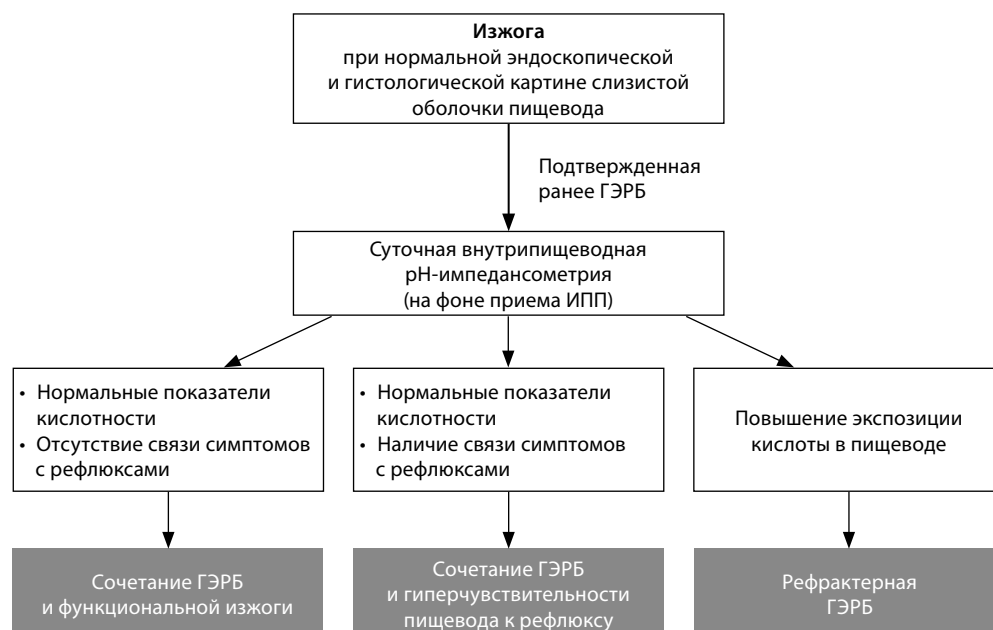 Изжога
при нормальной эндоскопической
и гистологической картине слизистой
оболочки пищевода
Подтвержденная
ранее ГЭРБ
Суточная внутрипищеводная
pH-импедансометрия
(на фоне приема ИПП)
• Нормальные показатели
кислотности
• Отсутствие связи симптомов
с рефлюксами
• Нормальные показатели
кислотности
• Наличие связи симптомов
с рефлюксами
Повышение экспозиции
кислоты в пищеводе
Сочетание ГЭРБ
и функциональной изжоги
Сочетание ГЭРБ
и гиперчувствительности
пищевода к рефлюксу
Рефрактерная
ГЭРБ